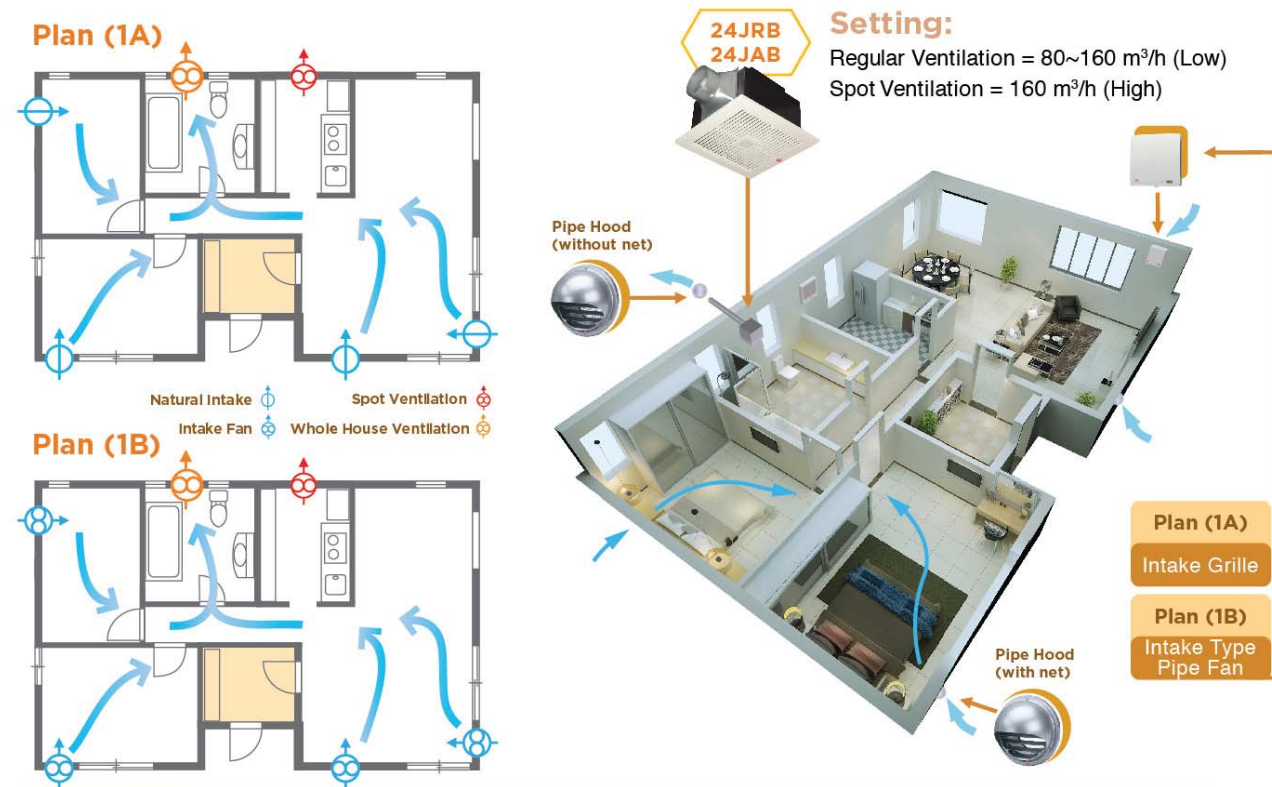 Plan (1A)
Natural Intake
Spot Ventilation
Intake Fan
Whole House Ventilation
Plan (1B)
24JRB
24JAB
Setting:
Regular Ventilation = 80~160 m³/h (Low)
Spot Ventilation = 160 m³/h (High)
Pipe Hood
(without net)
Pipe Hood
(with net)
Plan (1A)
Intake Grille
Plan (1B)
Intake Type
Pipe Fan